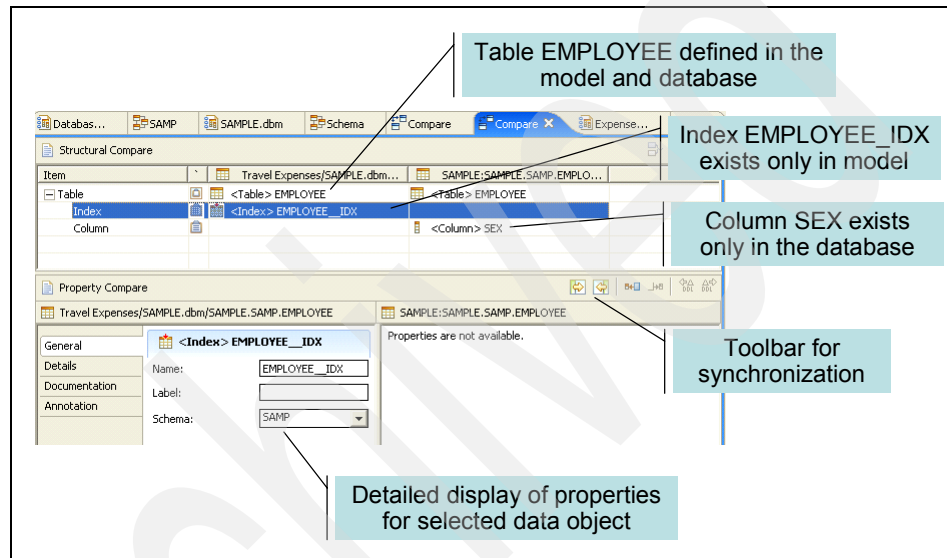 Table EMPLOYEE defined in the
model and database
Databas...
SAMP
SAMPLE.dbm
Schema
Compare
Compare
Expense...
Index EMPLOYEE_IDX
exists only in model
Structural Compare
Item
Travel Expenses/SAMPLE.dbm...
SAMPLE:SAMPLE.SAMP.EMPLO...
Table
<Table> EMPLOYEE
<Table> EMPLOYEE
Index
<Index> EMPLOYEE__IDX
Column
<Column> SEX
Column SEX exists
only in the database
Property Compare
Travel Expenses/SAMPLE.dbm/SAMPLE.SAMP.EMPLOYEE
SAMPLE:SAMPLE.SAMP.EMPLOYEE
General
Details
Documentation
Annotation
<Index> EMPLOYEE__IDX
Name:
EMPLOYEE__IDX
Label:
Schema:
SAMP
Properties are not available.
Toolbar for
synchronization
Detailed display of properties
for selected data object